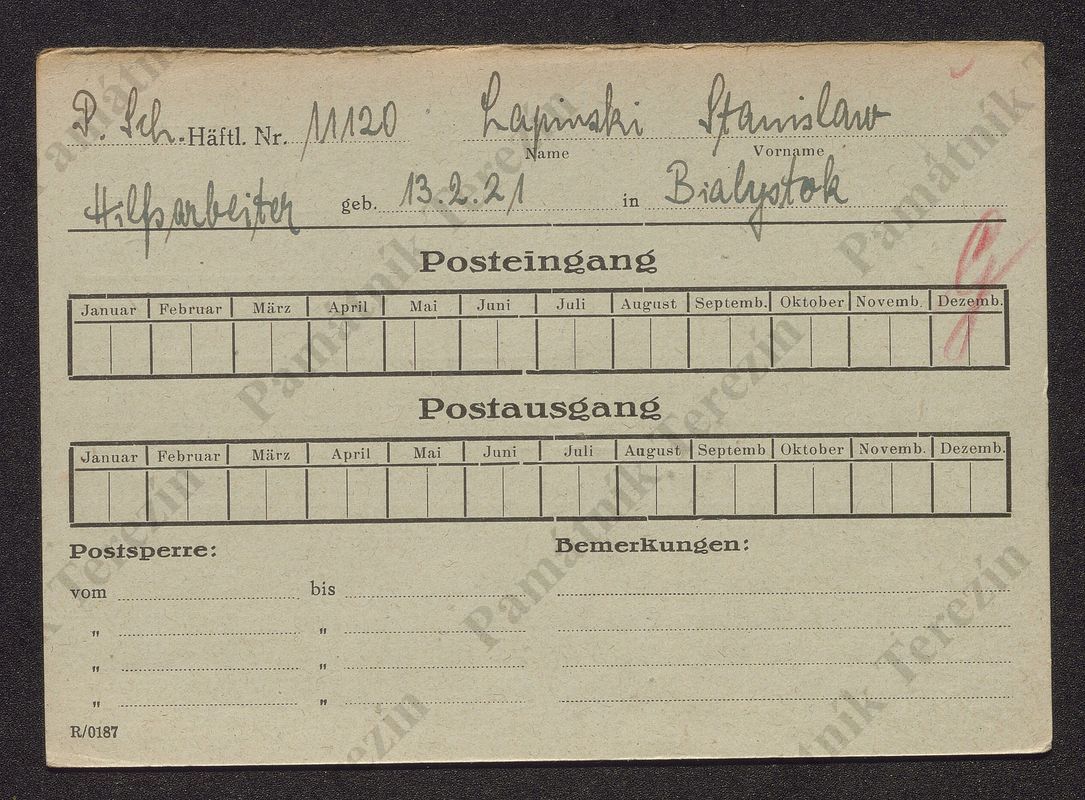 P. Sch. Häftl. Nr. 11120 Lapinski Stanislaw
Name Vorname
Hilfsarbeiter geb. 13.2.21 in Bialystok
Posteingang
Januar Februar März April Mai Juni Juli August Septemb. Oktober Novemb. Dezemb.
Postausgang
Januar Februar März April Mai Juni Juli August Septemb Oktober Novemb. Dezemb.
Postsperre: Bemerkungen:
vom bis
" "
" "
" "
R/0187
Památník Terezín